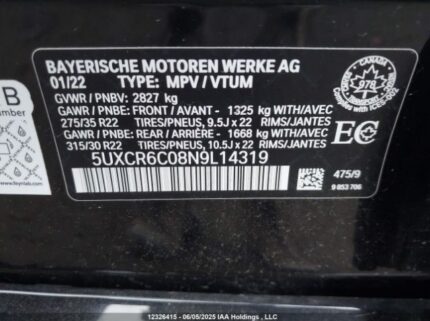 BAYERISCHE MOTOREN WERKE AG
01/22 TYPE: MPV / VTUM
GVWR / PNBV: 2827 kg
GAWR / PNBE: FRONT / AVANT - 1325 kg WITH/AVEC
275/35 R22 TIRES/PNEUS, 9.5J x 22 RIMS/JANTES
GAWR / PNBE: REAR / ARRIÈRE - 1668 kg WITH/AVEC
315/30 R22 TIRES/PNEUS, 10.5J x 22 RIMS/JANTES
5UXCR6C08N9L14319
CANADA
978
EC
475/9
9 853 706
B
number
12326415 - 06/05/2025 IAA Holdings , LLC